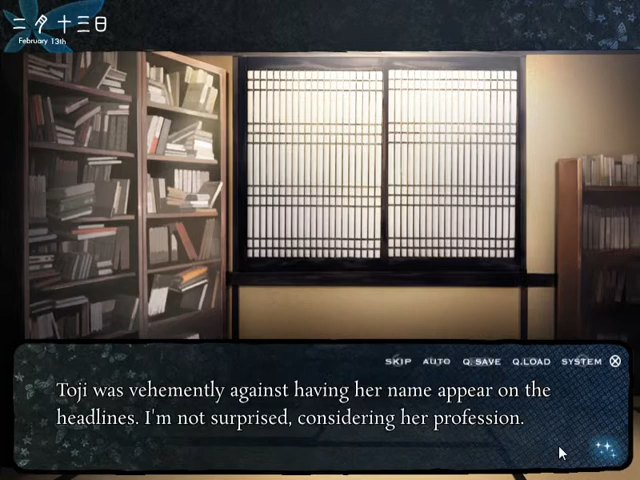 二月十三日
February 13th
SKIP AUTO Q.SAVE Q.LOAD SYSTEM
Toji was vehemently against having her name appear on the
headlines. I'm not surprised, considering her profession.